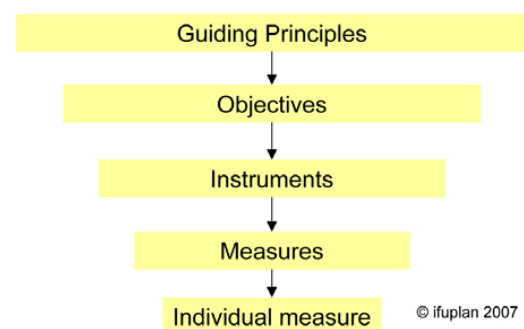 Guiding Principles
Objectives
Instruments
Measures
Individual measure
© ifuplan 2007